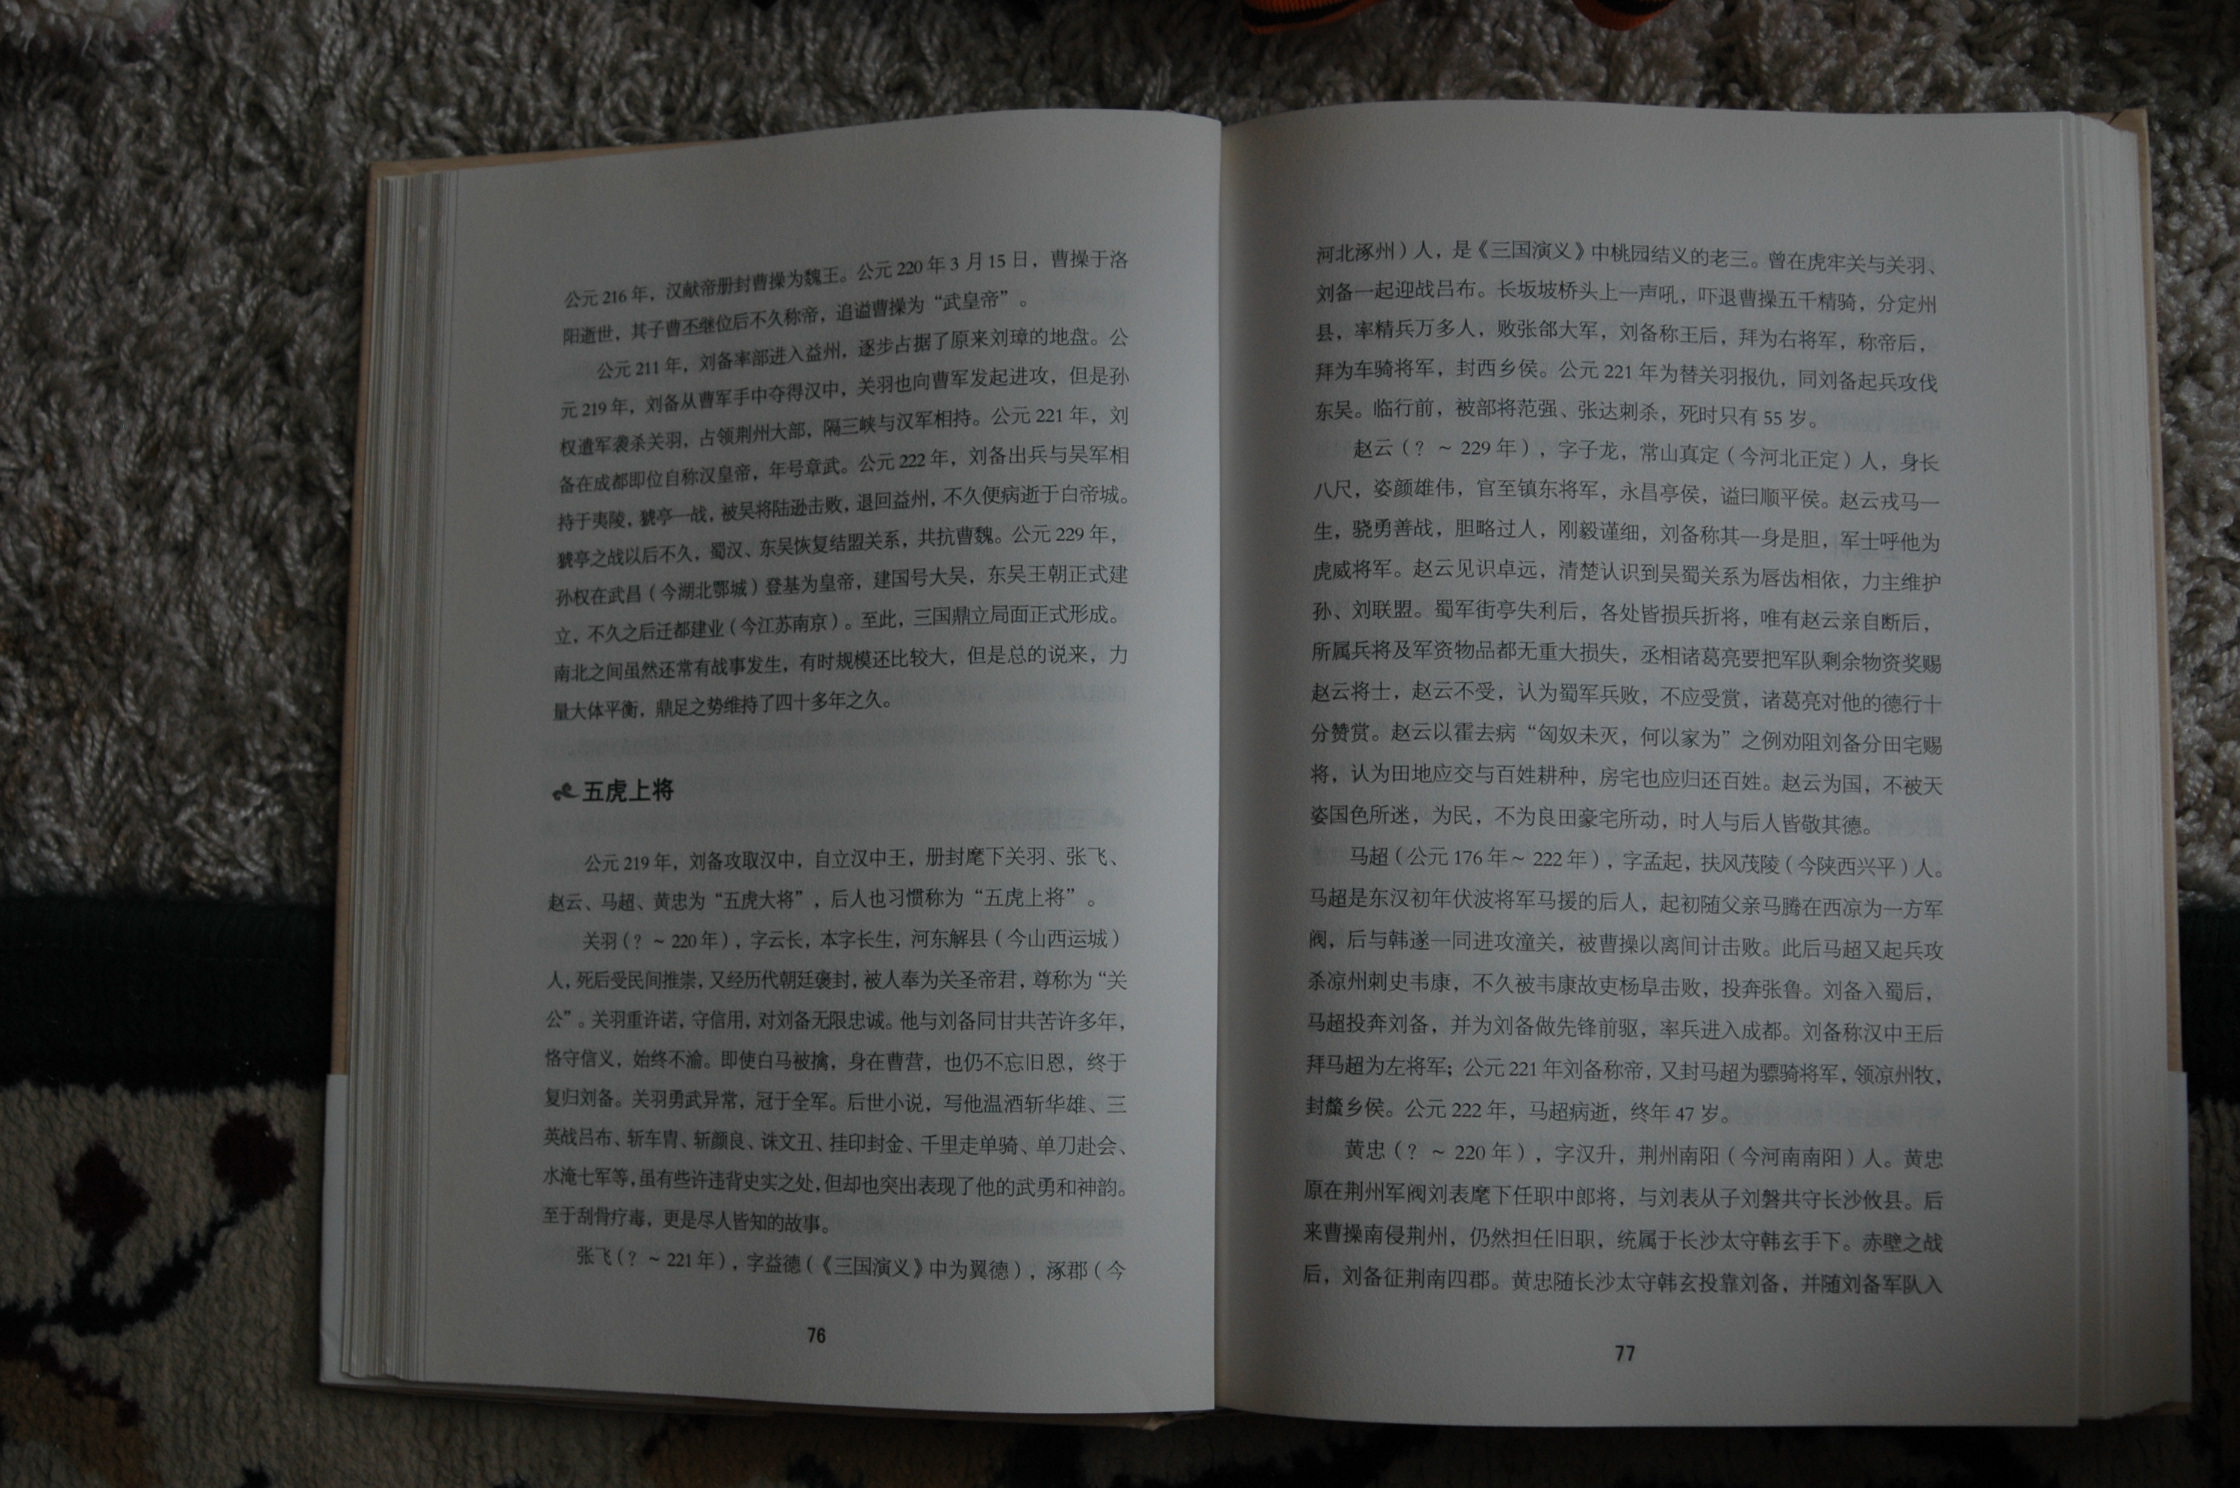 公元 216 年，汉献帝册封曹操为魏王。公元 220 年 3 月 15 日，曹操于洛
阳逝世，其子曹丕继位后不久称帝，追谥曹操为“武皇帝”。
公元 211 年，刘备率部进入益州，逐步占据了原来刘璋的地盘。公
元 219 年，刘备从曹军手中夺得汉中，关羽也向曹军发起进攻，但是孙
权遣军袭杀关羽，占领荆州大部，隔三峡与汉军相持。公元 221 年，刘
备在成都即位自称汉皇帝，年号章武。公元 222 年，刘备出兵与吴军相
持于夷陵，猇亭一战，被吴将陆逊击败，退回益州，不久便病逝于白帝城。
猇亭之战以后不久，蜀汉、东吴恢复结盟关系，共抗曹魏。公元 229 年，
孙权在武昌（今湖北鄂城）登基为皇帝，建国号大吴，东吴王朝正式建
立，不久之后迁都建业（今江苏南京）。至此，三国鼎立局面正式形成。
南北之间虽然还常有战事发生，有时规模还比较大，但是总的说来，力
量大体平衡，鼎足之势维持了四十多年之久。
五虎上将
公元 219 年，刘备攻取汉中，自立汉中王，册封麾下关羽、张飞、
赵云、马超、黄忠为“五虎大将”，后人也习惯称为“五虎上将”。
关羽（？～ 220 年），字云长，本字长生，河东解县（今山西运城）
人，死后受民间推崇，又经历代朝廷褒封，被人奉为关圣帝君，尊称为“关
公”。关羽重许诺，守信用，对刘备无限忠诚。他与刘备同甘共苦许多年，
恪守信义，始终不渝。即使白马被擒，身在曹营，也仍不忘旧恩，终于
复归刘备。关羽勇武异常，冠于全军。后世小说，写他温酒斩华雄、三
英战吕布、斩车胄、斩颜良、诛文丑、挂印封金、千里走单骑、单刀赴会、
水淹七军等，虽有些许违背史实之处，但却也突出表现了他的武勇和神韵。
至于刮骨疗毒，更是尽人皆知的故事。
张飞（？～ 221 年），字益德（《三国演义》中为翼德），涿郡（今
76
河北涿州）人，是《三国演义》中桃园结义的老三。曾在虎牢关与关羽、
刘备一起迎战吕布。长坂坡桥头上一声吼，吓退曹操五千精骑，分定州
县，率精兵万多人，败张郃大军，刘备称王后，拜为右将军，称帝后，
拜为车骑将军，封西乡侯。公元 221 年为替关羽报仇，同刘备起兵攻伐
东吴。临行前，被部将范强、张达刺杀，死时只有 55 岁。
赵云（？～ 229 年），字子龙，常山真定（今河北正定）人，身长
八尺，姿颜雄伟，官至镇东将军，永昌亭侯，谥曰顺平侯。赵云戎马一
生，骁勇善战，胆略过人，刚毅谨细，刘备称其一身是胆，军士呼他为
虎威将军。赵云见识卓远，清楚认识到吴蜀关系为唇齿相依，力主维护
孙、刘联盟。蜀军街亭失利后，各处皆损兵折将，唯有赵云亲自断后，
所属兵将及军资物品都无重大损失，丞相诸葛亮要把军队剩余物资奖赐
赵云将士，赵云不受，认为蜀军兵败，不应受赏，诸葛亮对他的德行十
分赞赏。赵云以霍去病“匈奴未灭，何以家为”之例劝阻刘备分田宅赐
将，认为田地应交与百姓耕种，房宅也应归还百姓。赵云为国，不被天
姿国色所迷，为民，不为良田豪宅所动，时人与后人皆敬其德。
马超（公元 176 年～ 222 年），字孟起，扶风茂陵（今陕西兴平）人。
马超是东汉初年伏波将军马援的后人，起初随父亲马腾在西凉为一方军
阀，后与韩遂一同进攻潼关，被曹操以离间计击败。此后马超又起兵攻
杀凉州刺史韦康，不久被韦康故吏杨阜击败，投奔张鲁。刘备入蜀后，
马超投奔刘备，并为刘备做先锋前驱，率兵进入成都。刘备称汉中王后
拜马超为左将军；公元 221 年刘备称帝，又封马超为骠骑将军，领凉州牧，
封斄乡侯。公元 222 年，马超病逝，终年 47 岁。
黄忠（？～ 220 年），字汉升，荆州南阳（今河南南阳）人。黄忠
原在荆州军阀刘表麾下任职中郎将，与刘表从子刘磐共守长沙攸县。后
来曹操南侵荆州，仍然担任旧职，统属于长沙太守韩玄手下。赤壁之战
后，刘备征荆南四郡。黄忠随长沙太守韩玄投靠刘备，并随刘备军队入
77